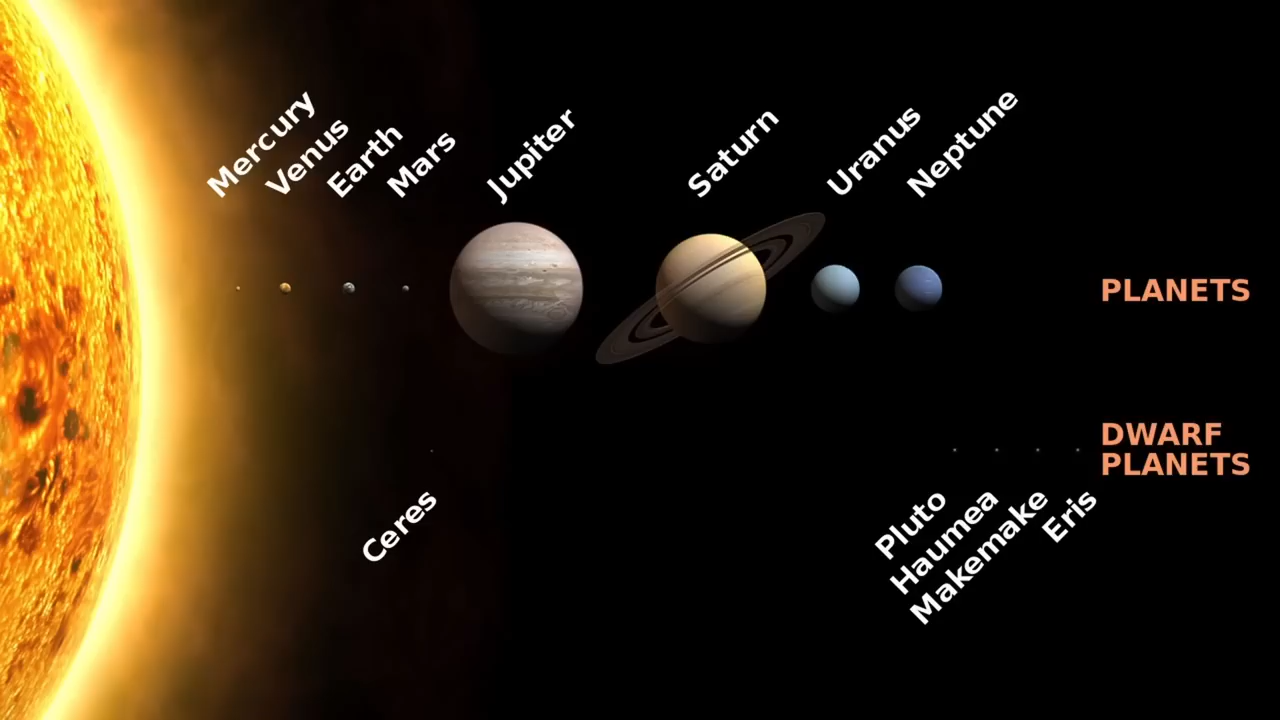 Mercury
Venus
Earth
Mars
Jupiter
Saturn
Uranus
Neptune
PLANETS
DWARF
PLANETS
Ceres
Pluto
Haumea
Makemake
Eris